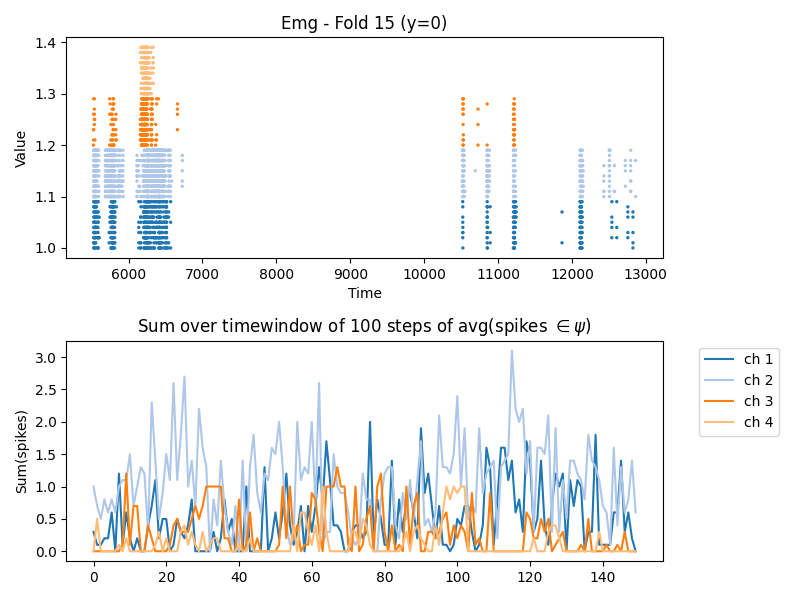 Emg - Fold 15 (y=0)
Value
1.4
1.3
1.2
1.1
1.0
6000 7000 8000 9000 10000 11000 12000 13000
Time
Sum over timewindow of 100 steps of avg(spikes ∈ ψ)
Sum(spikes)
3.0
2.5
2.0
1.5
1.0
0.5
0.0
0 20 40 60 80 100 120 140
ch 1
ch 2
ch 3
ch 4